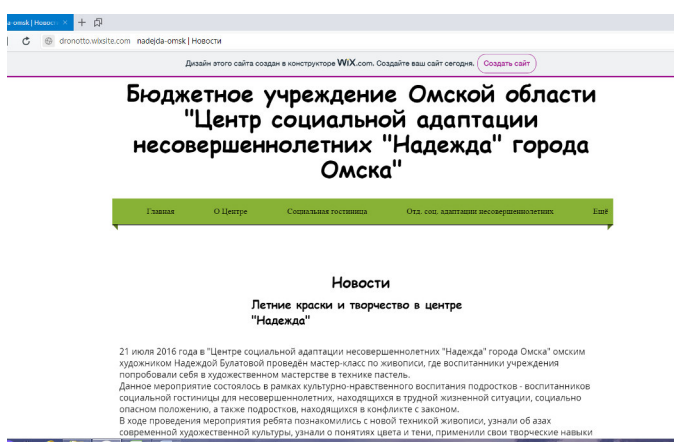 a-omsk | Новос
dronotto.wixsite.com nadejda-omsk | Новости
Дизайн этого сайта создан в конструкторе WiX.com. Создайте ваш сайт сегодня. Создать сайт
Бюджетное учреждение Омской области
"Центр социальной адаптации
несовершеннолетних "Надежда" города
Омска"
Главная О Центре Социальная гостиница Отд. соц. адаптации несовершеннолетних Ещё
Новости
Летние краски и творчество в центре
"Надежда"
21 июля 2016 года в "Центре социальной адаптации несовершеннолетних "Надежда" города Омска" омским
художником Надеждой Булатовой проведён мастер-класс по живописи, где воспитанники учреждения
попробовали себя в художественном мастерстве в технике пастель.
Данное мероприятие состоялось в рамках культурно-нравственного воспитания подростков - воспитанников
социальной гостиницы для несовершеннолетних, находящихся в трудной жизненной ситуации, социально
опасном положении, а также подростков, находящихся в конфликте с законом.
В ходе проведения мероприятия ребята познакомились с новой техникой живописи, узнали об азах
современной художественной культуры, узнали о понятиях цвета и тени, применили свои творческие навыки